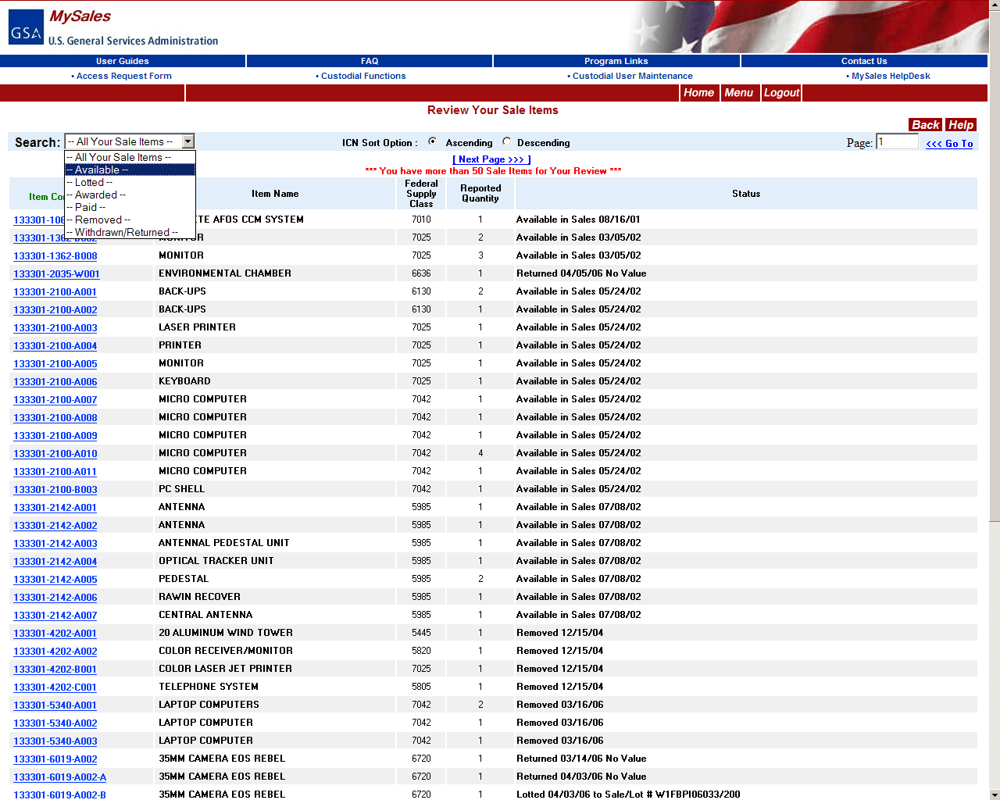 MySales
GSA
U.S. General Services Administration
User Guides FAQ Program Links Contact Us
• Access Request Form • Custodial Functions • Custodial User Maintenance • MySales HelpDesk
Home Menu Logout
Review Your Sale Items
Back Help
Search: -- All Your Sale Items -- ICN Sort Option : Ascending Descending Page: 1 <<< Go To
-- All Your Sale Items --
-- Available --
-- Lotted --
-- Awarded --
-- Paid --
-- Removed --
-- Withdrawn/Returned --
[ Next Page >>> ]
*** You have more than 50 Sale Items for Your Review ***
Item Name Federal Supply Class Reported Quantity Status
AFOS CCM SYSTEM 7010 1 Available in Sales 08/16/01
133301-1362-B002 MONITOR 7025 2 Available in Sales 03/05/02
133301-1362-B008 MONITOR 7025 3 Available in Sales 03/05/02
133301-2035-W001 ENVIRONMENTAL CHAMBER 6636 1 Returned 04/05/06 No Value
133301-2100-A001 BACK-UPS 6130 2 Available in Sales 05/24/02
133301-2100-A002 BACK-UPS 6130 1 Available in Sales 05/24/02
133301-2100-A003 LASER PRINTER 7025 1 Available in Sales 05/24/02
133301-2100-A004 PRINTER 7025 1 Available in Sales 05/24/02
133301-2100-A005 MONITOR 7025 1 Available in Sales 05/24/02
133301-2100-A006 KEYBOARD 7025 1 Available in Sales 05/24/02
133301-2100-A007 MICRO COMPUTER 7042 1 Available in Sales 05/24/02
133301-2100-A008 MICRO COMPUTER 7042 1 Available in Sales 05/24/02
133301-2100-A009 MICRO COMPUTER 7042 1 Available in Sales 05/24/02
133301-2100-A010 MICRO COMPUTER 7042 4 Available in Sales 05/24/02
133301-2100-A011 MICRO COMPUTER 7042 1 Available in Sales 05/24/02
133301-2100-B003 PC SHELL 7042 1 Available in Sales 05/24/02
133301-2142-A001 ANTENNA 5985 1 Available in Sales 07/08/02
133301-2142-A002 ANTENNA 5985 1 Available in Sales 07/08/02
133301-2142-A003 ANTENNAL PEDESTAL UNIT 5985 1 Available in Sales 07/08/02
133301-2142-A004 OPTICAL TRACKER UNIT 5985 1 Available in Sales 07/08/02
133301-2142-A005 PEDESTAL 5985 2 Available in Sales 07/08/02
133301-2142-A006 RAWIN RECOVER 5985 1 Available in Sales 07/08/02
133301-2142-A007 CENTRAL ANTENNA 5985 1 Available in Sales 07/08/02
133301-4202-A001 20 ALUMINUM WIND TOWER 5445 1 Removed 12/15/04
133301-4202-A002 COLOR RECEIVER/MONITOR 5820 1 Removed 12/15/04
133301-4202-B001 COLOR LASER JET PRINTER 7025 1 Removed 12/15/04
133301-4202-C001 TELEPHONE SYSTEM 5805 1 Removed 12/15/04
133301-5340-A001 LAPTOP COMPUTERS 7042 2 Removed 03/16/06
133301-5340-A002 LAPTOP COMPUTER 7042 1 Removed 03/16/06
133301-5340-A003 LAPTOP COMPUTER 7042 1 Removed 03/16/06
133301-6019-A002 35MM CAMERA EOS REBEL 6720 1 Returned 03/14/06 No Value
133301-6019-A002-A 35MM CAMERA EOS REBEL 6720 1 Returned 04/03/06 No Value
133301-6019-A002-B 35MM CAMERA EOS REBEL 6720 1 Lotted 04/03/06 to Sale/Lot # W1FBPI06033/200